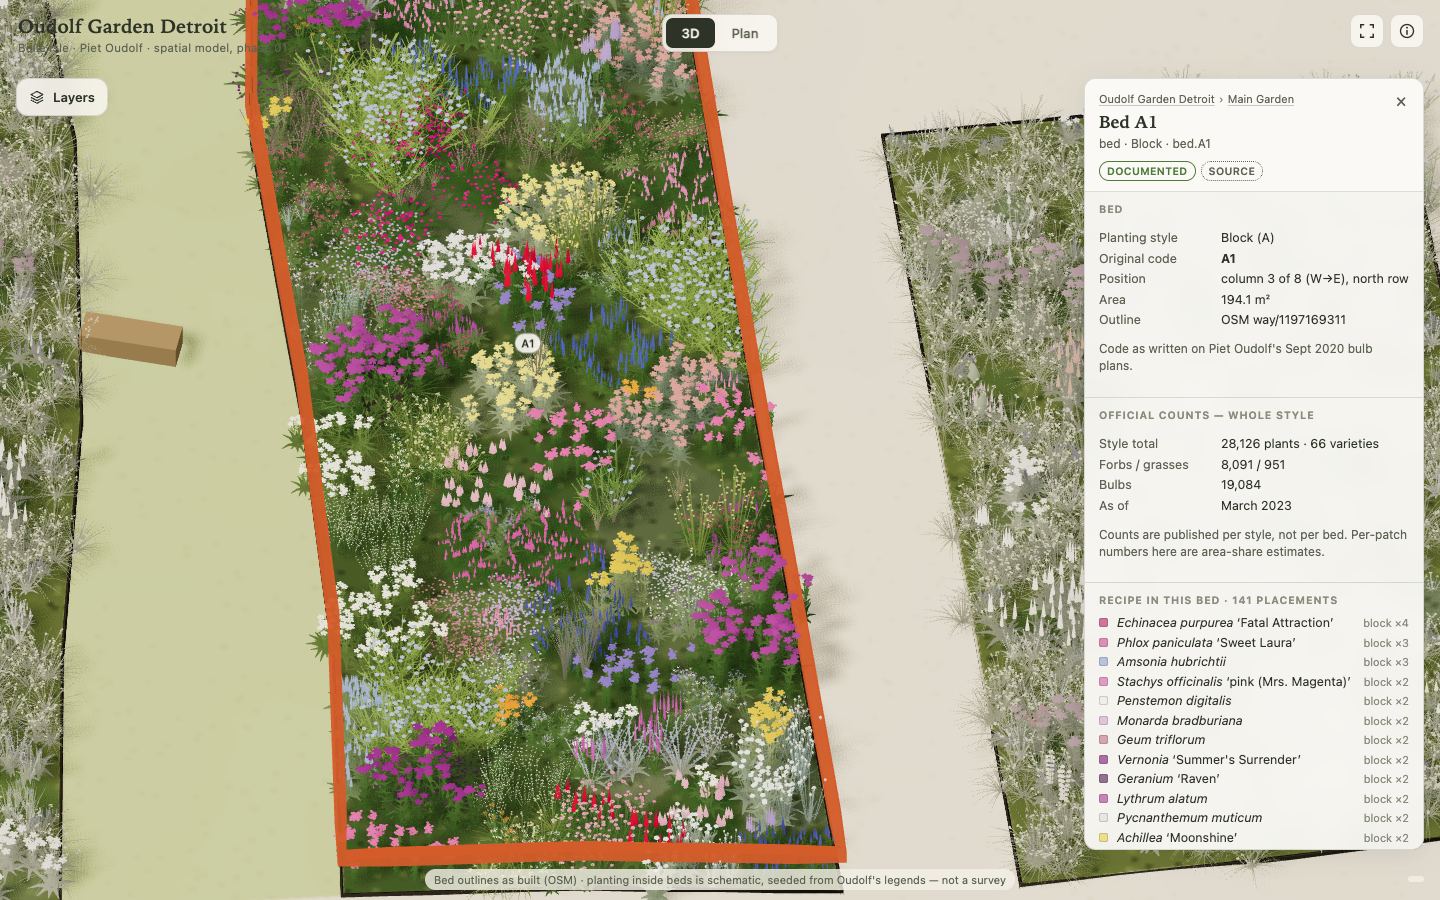 Oudolf Garden Detroit
Belle Isle · Piet Oudolf · spatial model, phase
3D
Plan
Layers
A1
Oudolf Garden Detroit › Main Garden
Bed A1
bed · Block · bed.A1
DOCUMENTED
SOURCE
BED
Planting style Block (A)
Original code A1
Position column 3 of 8 (W→E), north row
Area 194.1 m²
Outline OSM way/1197169311
Code as written on Piet Oudolf's Sept 2020 bulb
plans.
OFFICIAL COUNTS — WHOLE STYLE
Style total 28,126 plants · 66 varieties
Forbs / grasses 8,091 / 951
Bulbs 19,084
As of March 2023
Counts are published per style, not per bed. Per-patch
numbers here are area-share estimates.
RECIPE IN THIS BED · 141 PLACEMENTS
Echinacea purpurea ‘Fatal Attraction’ block ×4
Phlox paniculata ‘Sweet Laura’ block ×3
Amsonia hubrichtii block ×3
Stachys officinalis ‘pink (Mrs. Magenta)’ block ×2
Penstemon digitalis block ×2
Monarda bradburiana block ×2
Geum triflorum block ×2
Vernonia ‘Summer's Surrender’ block ×2
Geranium ‘Raven’ block ×2
Lythrum alatum block ×2
Pycnanthemum muticum block ×2
Achillea ‘Moonshine’ block ×2
Bed outlines as built (OSM) · planting inside beds is schematic, seeded from Oudolf's legends — not a survey